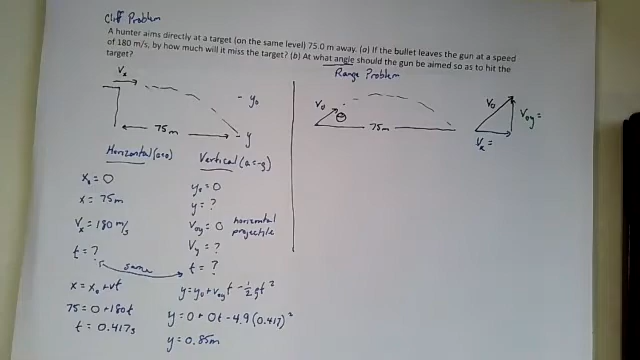 Cliff Problem
A hunter aims directly at a target (on the same level) 75.0 m away. (a) If the bullet leaves the gun at a speed
of 180 m/s, by how much will it miss the target? (b) At what angle should the gun be aimed so as to hit the
target?
Range Problem
Vx
y0
75m
y
Horizontal (a=0)
x0 = 0
x = 75m
Vx = 180 m/s
t = ?
same
x = x0 + vt
75 = 0 + 180t
t = 0.417s
Vertical (a=-g)
y0 = 0
y = ?
V0y = 0 horizontal
projectile
Vy = ?
t = ?
y = y0 + v0y t - 1/2 gt²
y = 0 + 0t - 4.9(0.417)²
y = 0.85m
V0
θ
75m
V0
V0y =
Vx =